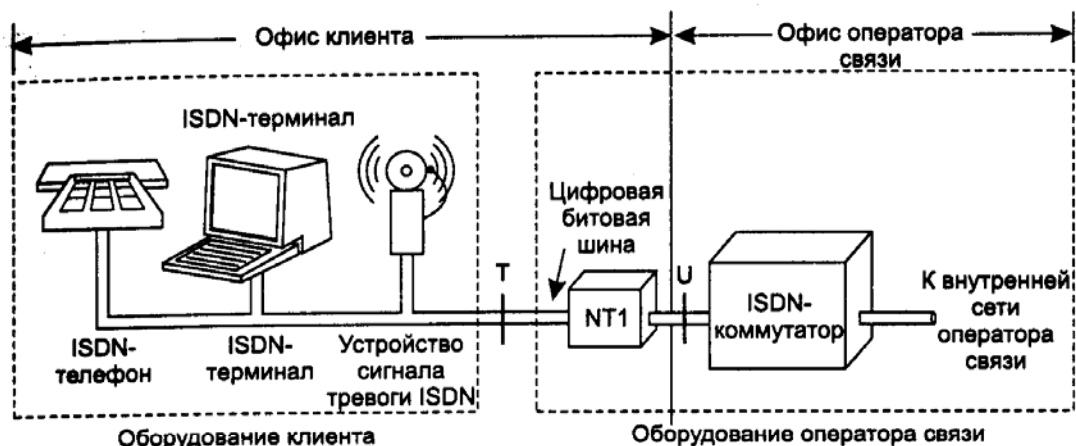 Офис клиента
Офис оператора
связи
ISDN-терминал
Цифровая
битовая
шина
T
U
NT1
ISDN-
коммутатор
К внутренней
сети
оператора
связи
ISDN-
телефон
ISDN-
терминал
Устройство
сигнала
тревоги ISDN
Оборудование клиента
Оборудование оператора связи